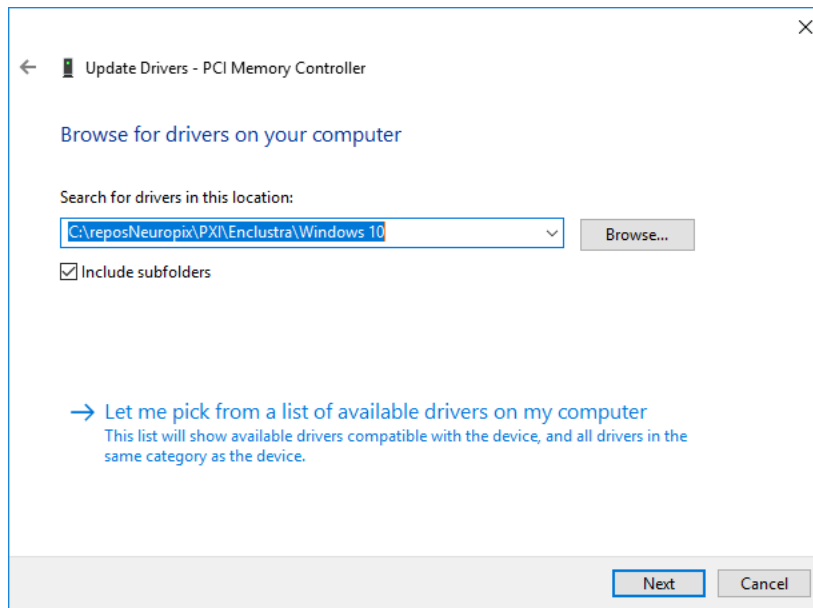 Update Drivers - PCI Memory Controller
Browse for drivers on your computer
Search for drivers in this location:
C:\reposNeuropix\PXI\Enclustra\Windows 10
Browse...
Include subfolders
Let me pick from a list of available drivers on my computer
This list will show available drivers compatible with the device, and all drivers in the
same category as the device.
Next
Cancel